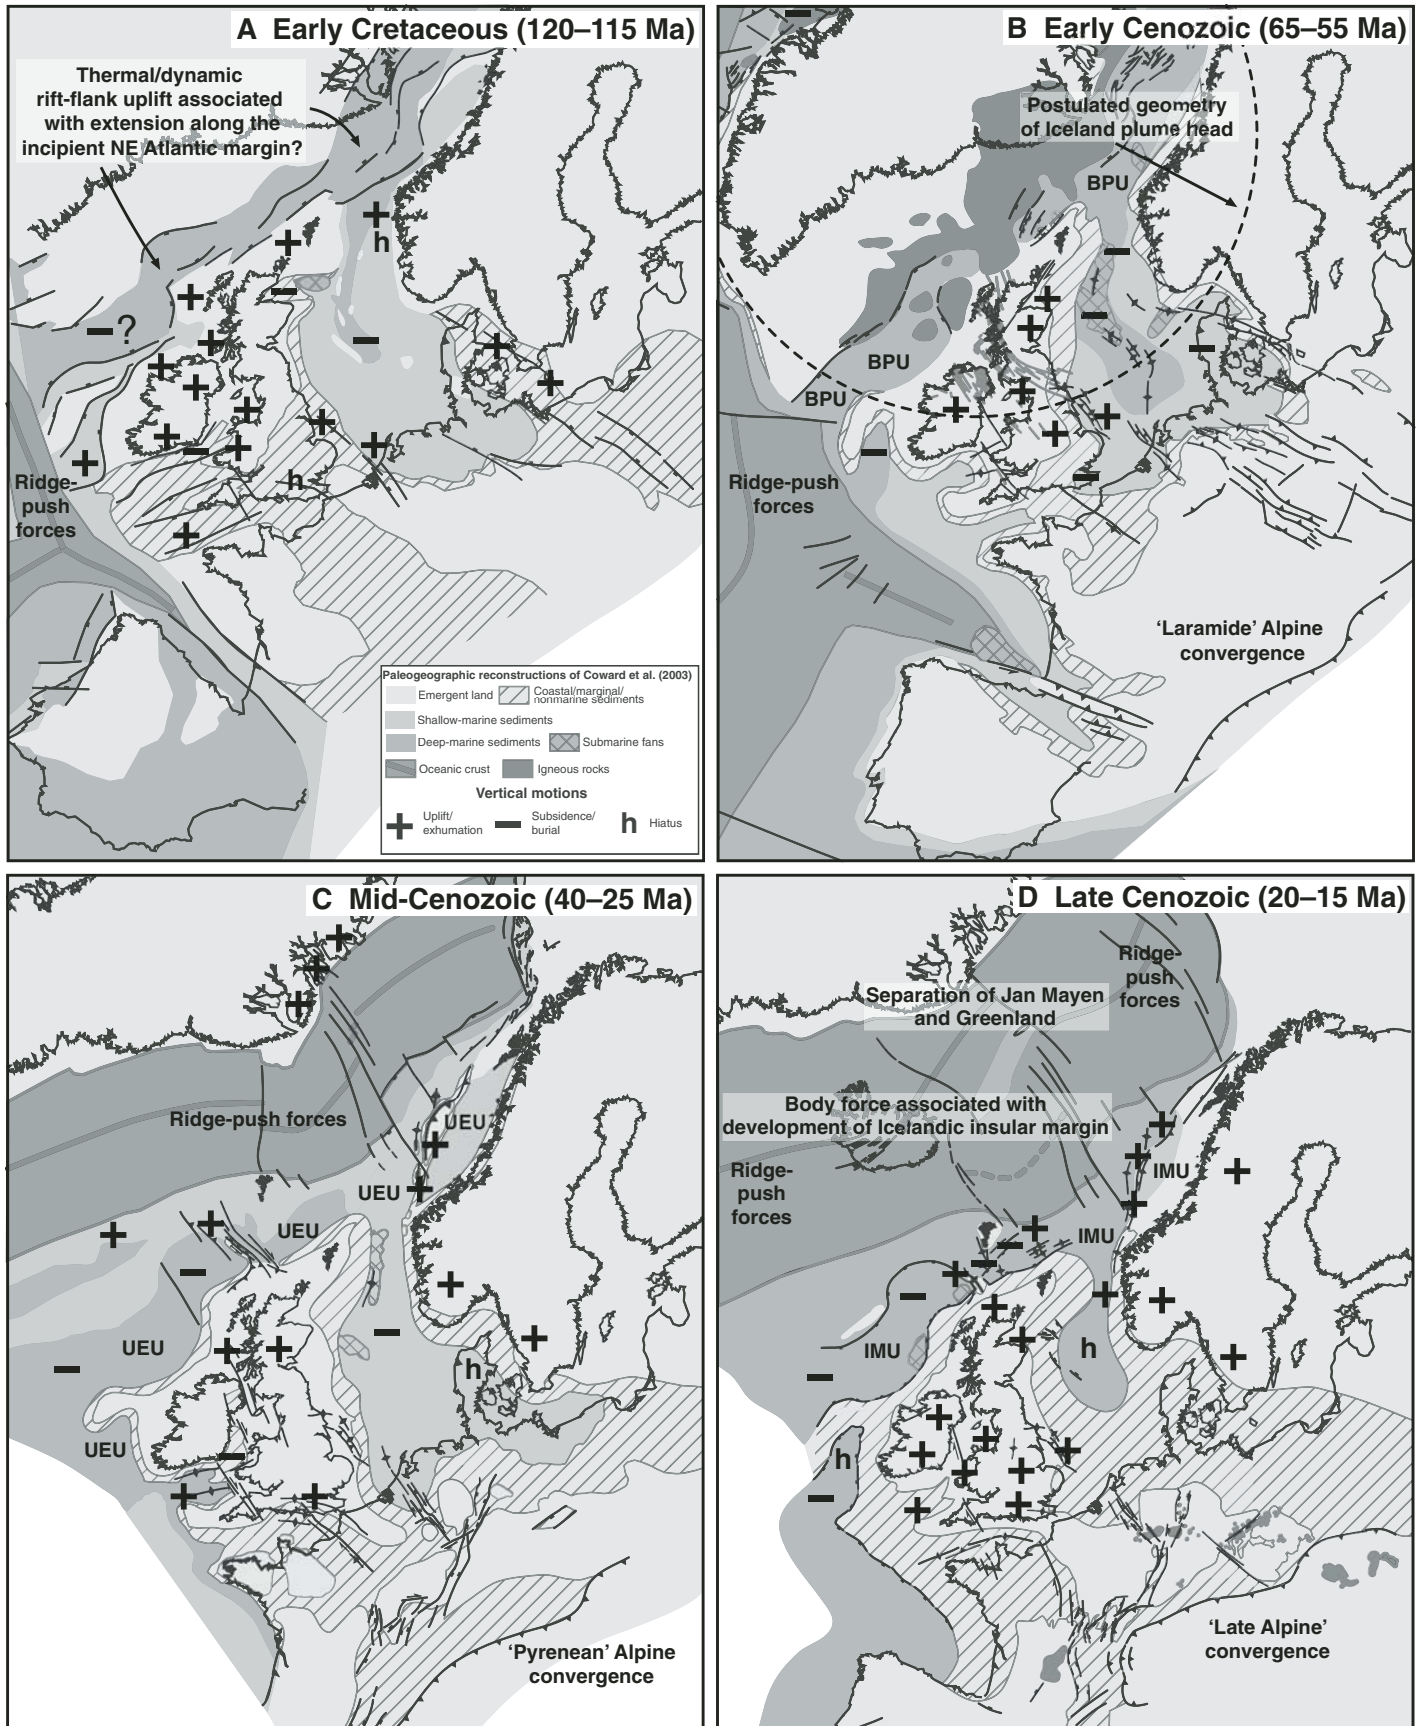 A Early Cretaceous (120–115 Ma)
Thermal/dynamic
rift-flank uplift associated
with extension along the
incipient NE Atlantic margin?
h
?
h
Ridge-
push
forces
Paleogeographic reconstructions of Coward et al. (2003)
Emergent land
Coastal/marginal/
nonmarine sediments
Shallow-marine sediments
Deep-marine sediments
Submarine fans
Oceanic crust
Igneous rocks
Vertical motions
Uplift/
exhumation
Subsidence/
burial
h
Hiatus
B Early Cenozoic (65–55 Ma)
Postulated geometry
of Iceland plume head
BPU
BPU
BPU
Ridge-push
forces
‘Laramide’ Alpine
convergence
C Mid-Cenozoic (40–25 Ma)
Ridge-push forces
UEU
UEU
UEU
UEU
h
UEU
‘Pyrenean’ Alpine
convergence
D Late Cenozoic (20–15 Ma)
Ridge-
push
forces
Separation of Jan Mayen
and Greenland
Body force associated with
development of Icelandic insular margin
Ridge-
push
forces
IMU
IMU
IMU
h
h
‘Late Alpine’
convergence